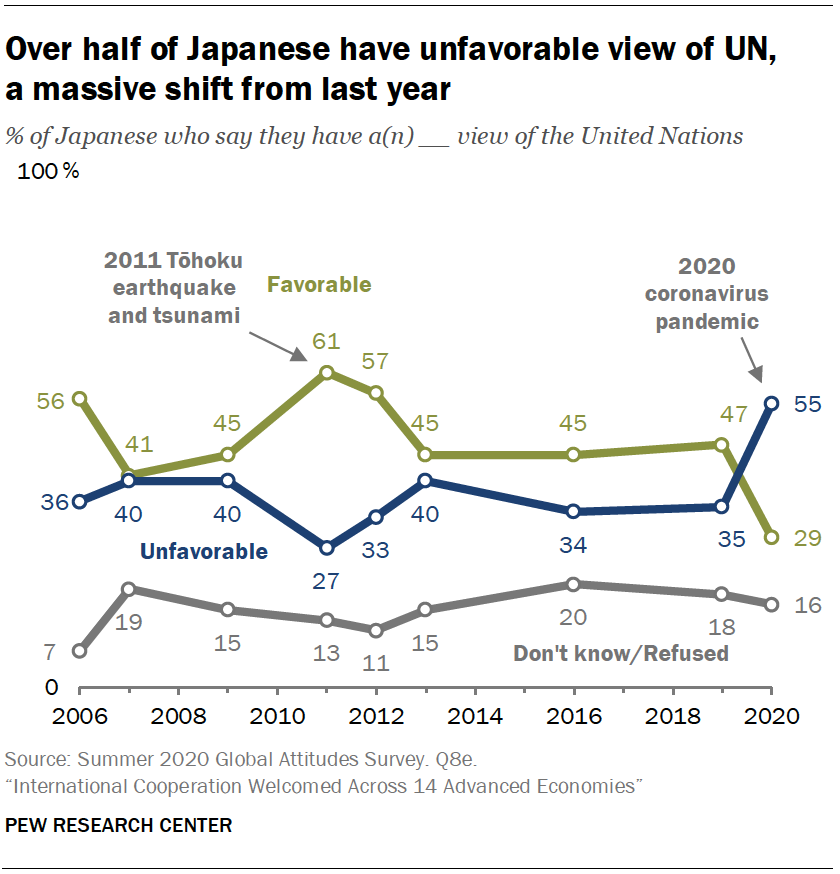 Over half of Japanese have unfavorable view of UN,
a massive shift from last year
% of Japanese who say they have a(n) __ view of the United Nations
100 %
2011 Tōhoku
earthquake
and tsunami
Favorable
2020
coronavirus
pandemic
56
41
45
61
57
45
45
47
29
36
40
40
27
33
40
34
35
55
Unfavorable
7
19
15
13
11
15
20
18
16
Don't know/Refused
0
2006 2008 2010 2012 2014 2016 2018 2020
Source: Summer 2020 Global Attitudes Survey. Q8e.
“International Cooperation Welcomed Across 14 Advanced Economies”
PEW RESEARCH CENTER